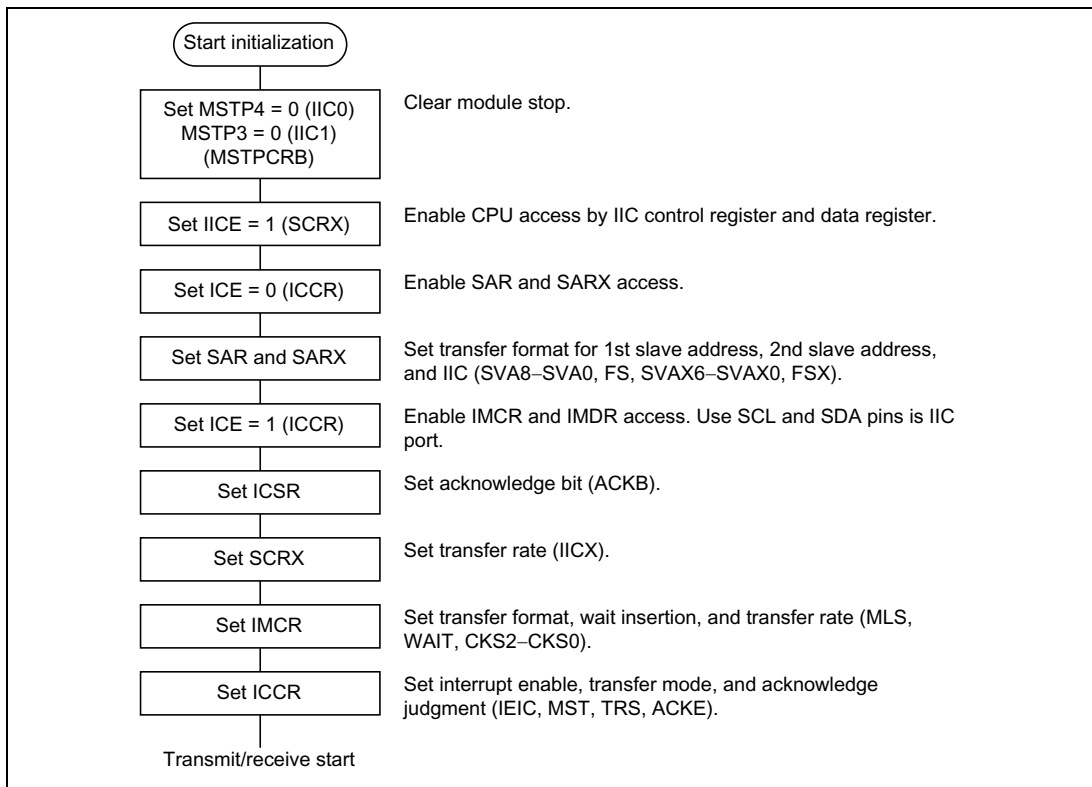 Start initialization
Set MSTP4 = 0 (IIC0)
MSTP3 = 0 (IIC1)
(MSTPCRB)
Clear module stop.
Set IICE = 1 (SCRX)
Enable CPU access by IIC control register and data register.
Set ICE = 0 (ICCR)
Enable SAR and SARX access.
Set SAR and SARX
Set transfer format for 1st slave address, 2nd slave address,
and IIC (SVA8−SVA0, FS, SVAX6−SVAX0, FSX).
Set ICE = 1 (ICCR)
Enable IMCR and IMDR access. Use SCL and SDA pins is IIC
port.
Set ICSR
Set acknowledge bit (ACKB).
Set SCRX
Set transfer rate (IICX).
Set IMCR
Set transfer format, wait insertion, and transfer rate (MLS,
WAIT, CKS2−CKS0).
Set ICCR
Set interrupt enable, transfer mode, and acknowledge
judgment (IEIC, MST, TRS, ACKE).
Transmit/receive start